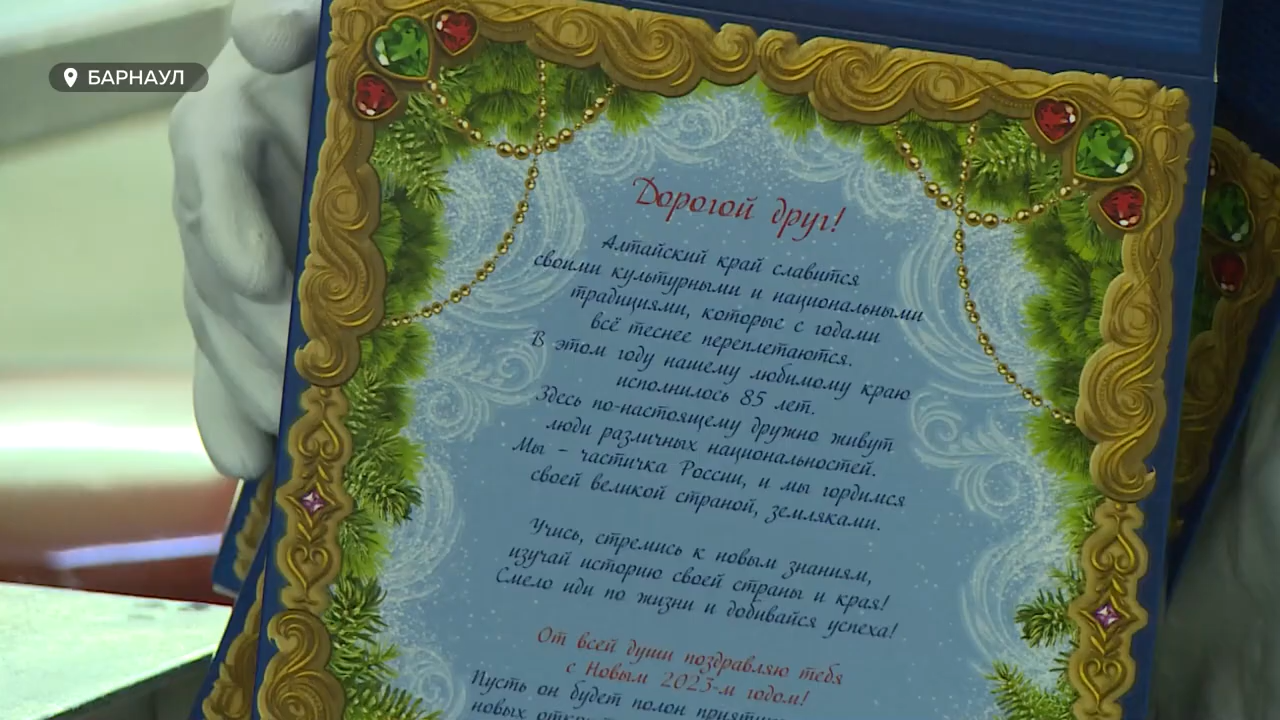 БАРНАУЛ
Дорогой друг!
Алтайский край славится
своими культурными и национальными
традициями, которые с годами
всё теснее переплетаются.
В этом году нашему любимому краю
исполнилось 85 лет.
Здесь по-настоящему дружно живут
люди различных национальностей.
Мы – частичка России, и мы гордимся
своей великой страной, земляками.
Учись, стремись к новым знаниям,
изучай историю своей страны и края!
Смело иди по жизни и добивайся успеха!
От всей души поздравляю тебя
с Новым 2023-м годом!
Пусть он будет полон
новых